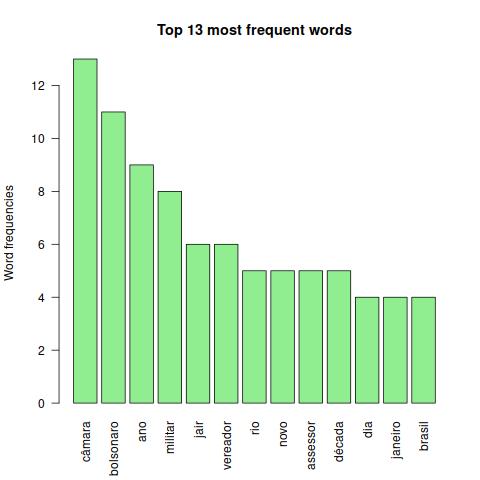 Top 13 most frequent words
Word frequencies
12
10
8
6
4
2
0
câmara
bolsonaro
ano
militar
jair
vereador
rio
novo
assessor
década
dia
janeiro
brasil